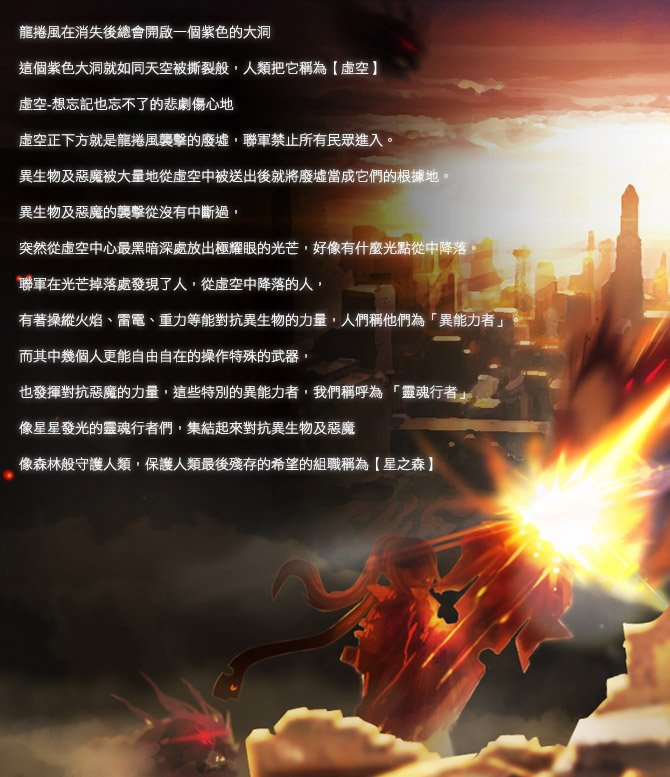 龍捲風在消失後總會開啟一個紫色的大洞
這個紫色大洞就如同天空被撕裂般，人類把它稱為【虛空】
虛空-想忘記也忘不了的悲劇傷心地
虛空正下方就是龍捲風襲擊的廢墟，聯軍禁止所有民眾進入。
異生物及惡魔被大量地從虛空中被送出後就將廢墟當成它們的根據地。
異生物及惡魔的襲擊從沒有中斷過，
突然從虛空中心最黑暗深處放出極耀眼的光芒，好像有什麼光點從中降落。
聯軍在光芒掉落處發現了人，從虛空中降落的人，
有著操縱火焰、雷電、重力等能對抗異生物的力量，人們稱他們為「異能力者」。
而其中幾個人更能自由自在的操作特殊的武器，
也發揮對抗惡魔的力量，這些特別的異能力者，我們稱呼為 「靈魂行者」
像星星發光的靈魂行者們，集結起來對抗異生物及惡魔
像森林般守護人類，保護人類最後殘存的希望的組職稱為【星之森】